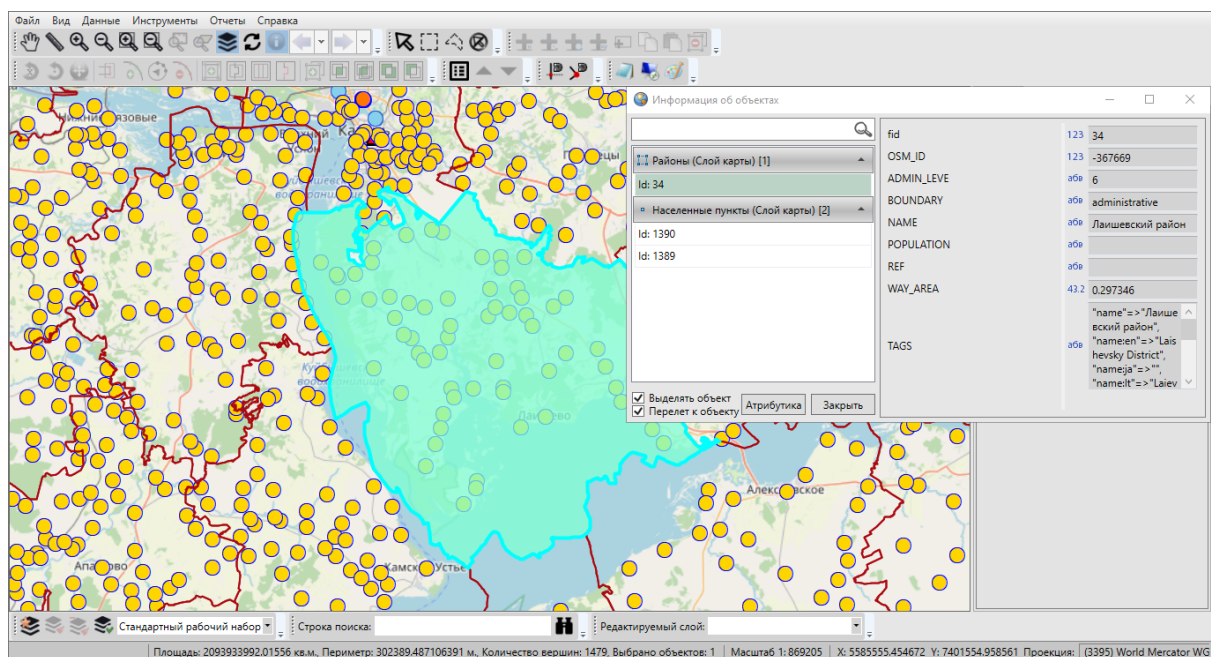 Файл Вид Данные Инструменты Отчеты Справка
Информация об объектах
Районы (Слой карты) [1]
Id: 34
Населенные пункты (Слой карты) [2]
Id: 1390
Id: 1389
Выделять объект
Перелет к объекту
Атрибутика Закрыть
fid 123 34
OSM_ID 123 -367669
ADMIN_LEVE абв 6
BOUNDARY абв administrative
NAME абв Лаишевский район
POPULATION абв
REF абв
WAY_AREA 43.2 0.297346
TAGS абв
"name"=>"Лаише
вский район",
"name:en"=>"Lais
hevsky District",
"name:ja"=>"",
"name:lt"=>"Laiev
Лаишево
Стандартный рабочий набор
Строка поиска:
Редактируемый слой:
Площадь: 2093933992.01556 кв.м., Периметр: 302389.487106391 м., Количество вершин: 1479, Выбрано объектов: 1
Масштаб 1: 869205
X: 5585555.454672 Y: 7401554.958561 Проекция: (3395) World Mercator WG